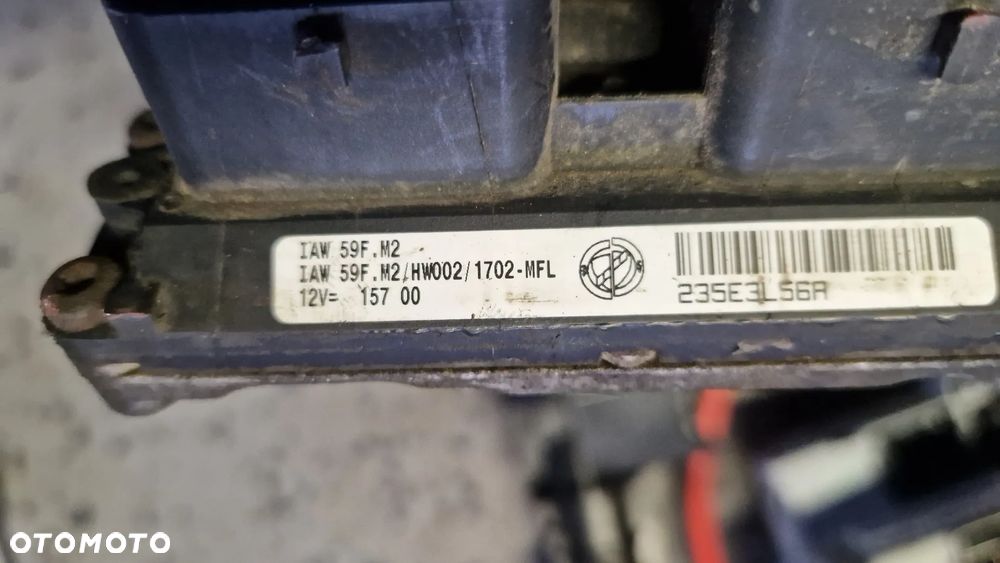 IAW 59F.M2
IAW 59F.M2/HW002/1702-MFL
12V= 157 00
235E3L56A
OTOMOTO